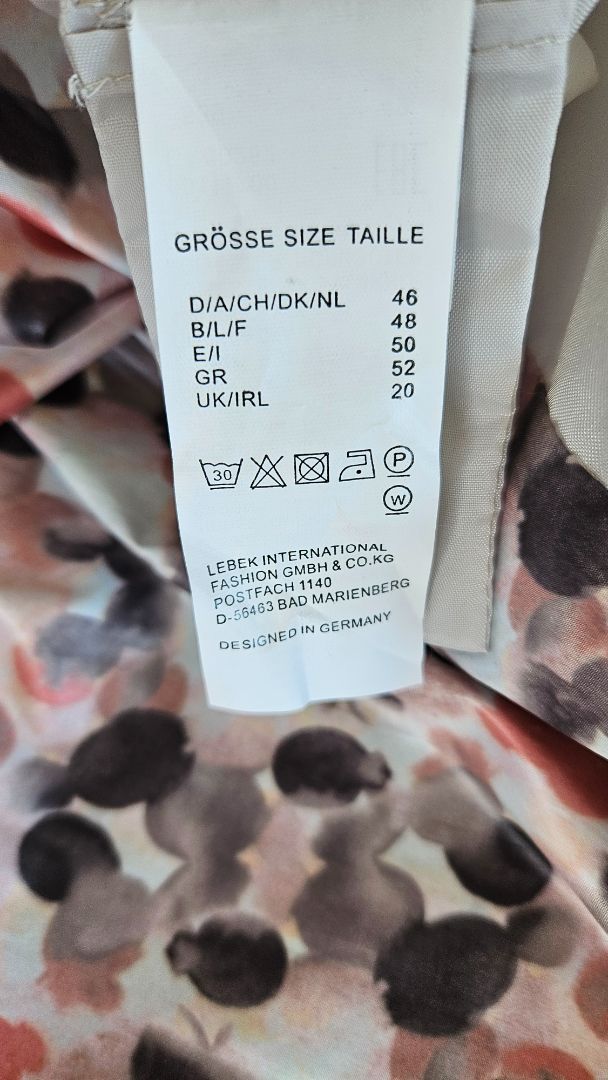 GRÖSSE SIZE TAILLE
D/A/CH/DK/NL 46
B/L/F 48
E/I 50
GR 52
UK/IRL 20
30 P
W
LEBEK INTERNATIONAL
FASHION GMBH & CO.KG
POSTFACH 1140
D-56463 BAD MARIENBERG
DESIGNED IN GERMANY